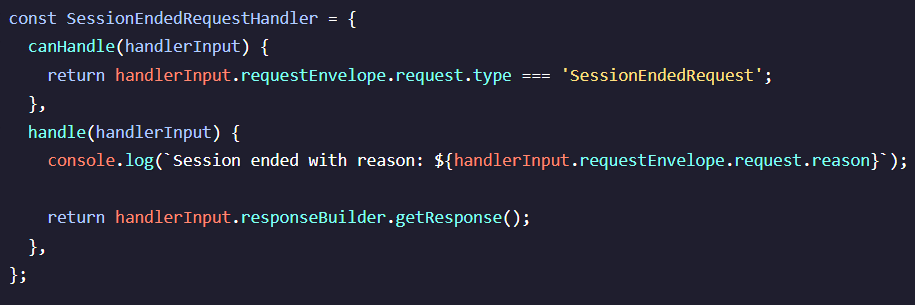 const SessionEndedRequestHandler = {
  canHandle(handlerInput) {
    return handlerInput.requestEnvelope.request.type === 'SessionEndedRequest';
  },
  handle(handlerInput) {
    console.log(`Session ended with reason: ${handlerInput.requestEnvelope.request.reason}`);

    return handlerInput.responseBuilder.getResponse();
  },
};